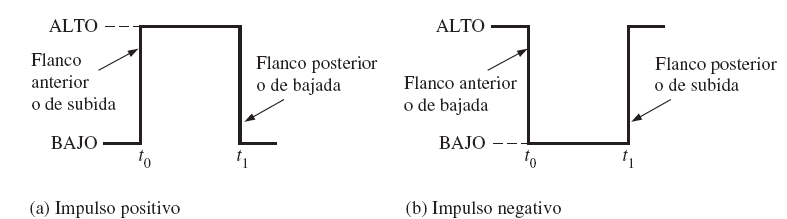 ALTO
Flanco
anterior
o de subida
Flanco posterior
o de bajada
BAJO
t0
t1
(a) Impulso positivo
ALTO
Flanco anterior
o de bajada
Flanco posterior
o de subida
BAJO
t0
t1
(b) Impulso negativo